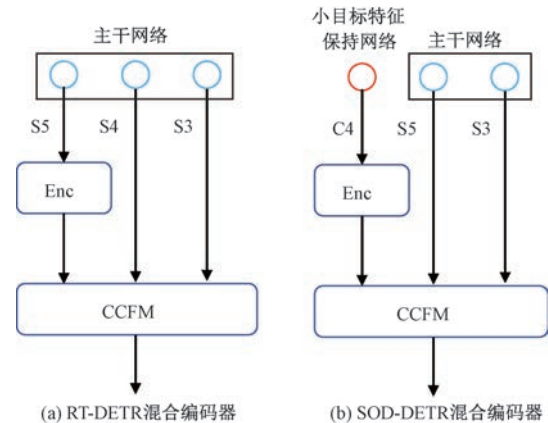 主干网络
S5
S4
S3
Enc
CCFM
(a) RT-DETR混合编码器
小目标特征
保持网络
主干网络
C4
S5
S3
Enc
CCFM
(b) SOD-DETR混合编码器